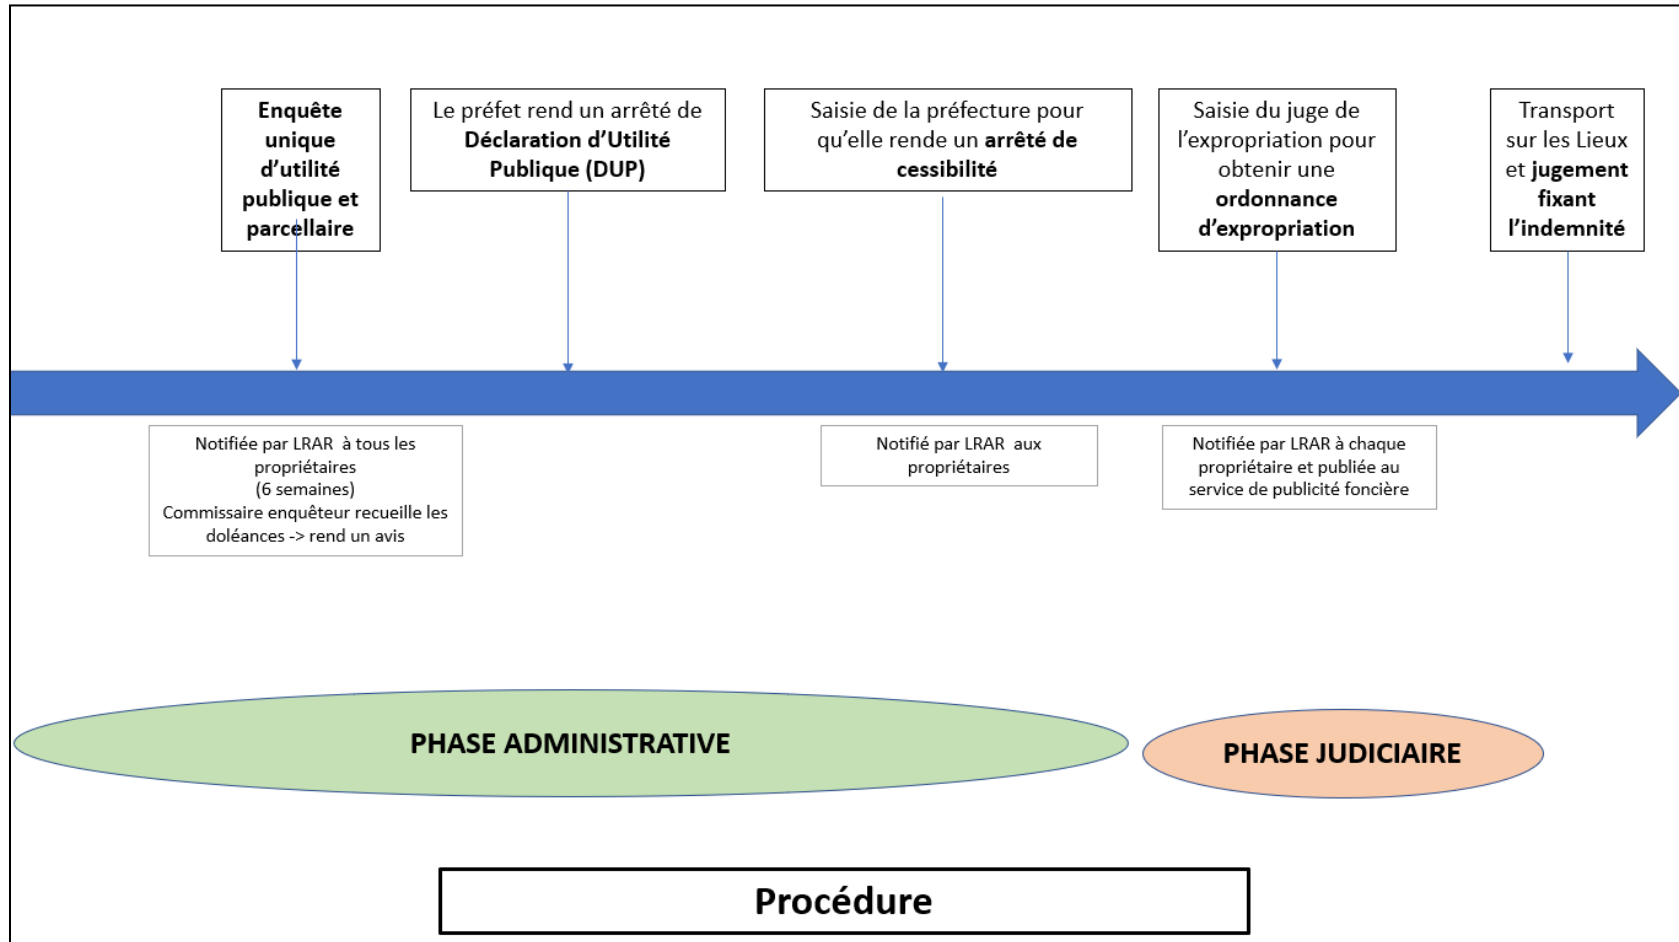 Enquête
unique
d’utilité
publique et
parcellaire
Le préfet rend un arrêté de
Déclaration d’Utilité
Publique (DUP)
Saisie de la préfecture pour
qu’elle rende un arrêté de
cessibilité
Saisie du juge de
l’expropriation pour
obtenir une
ordonnance
d’expropriation
Transport
sur les Lieux
et jugement
fixant
l’indemnité
Notifiée par LRAR à tous les
propriétaires
(6 semaines)
Commissaire enquêteur recueille les
doléances -> rend un avis
Notifié par LRAR aux
propriétaires
Notifiée par LRAR à chaque
propriétaire et publiée au
service de publicité foncière
PHASE ADMINISTRATIVE
PHASE JUDICIAIRE
Procédure